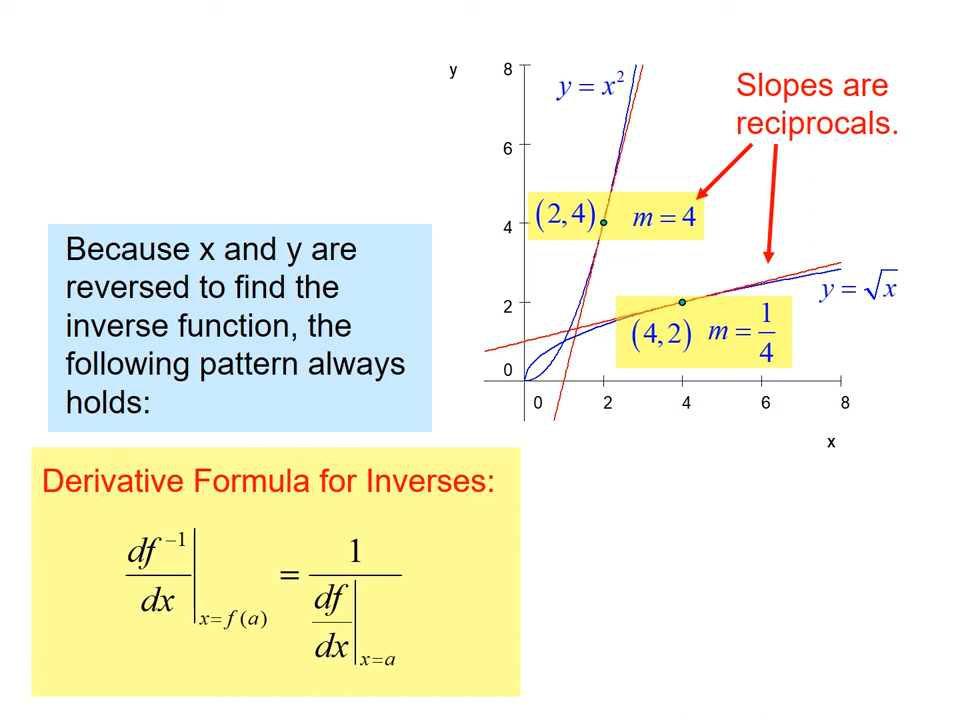 y
8
y = x²
Slopes are
reciprocals.
6
(2,4) m = 4
4
Because x and y are
reversed to find the
inverse function, the
following pattern always
holds:
2
y = √x
(4,2) m = 1/4
0
0 2 4 6 8
x
Derivative Formula for Inverses:
df⁻¹/dx |ₓ₌f(a) = 1 / (df/dx |ₓ₌ₐ)